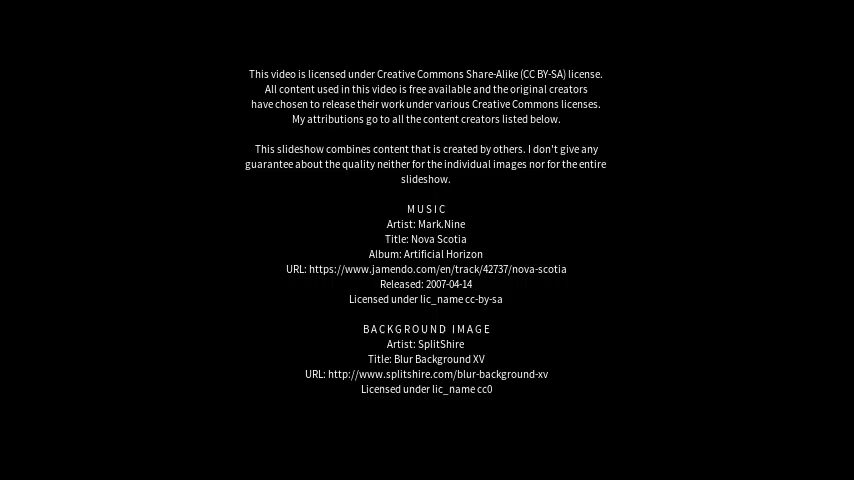 This video is licensed under Creative Commons Share-Alike (CC BY-SA) license.
All content used in this video is free available and the original creators
have chosen to release their work under various Creative Commons licenses.
My attributions go to all the content creators listed below.
This slideshow combines content that is created by others. I don't give any
guarantee about the quality neither for the individual images nor for the entire
slideshow.
MUSIC
Artist: Mark.Nine
Title: Nova Scotia
Album: Artificial Horizon
URL: https://www.jamendo.com/en/track/42737/nova-scotia
Released: 2007-04-14
Licensed under lic_name cc-by-sa
BACKGROUND IMAGE
Artist: SplitShire
Title: Blur Background XV
URL: http://www.splitshire.com/blur-background-xv
Licensed under lic_name cc0